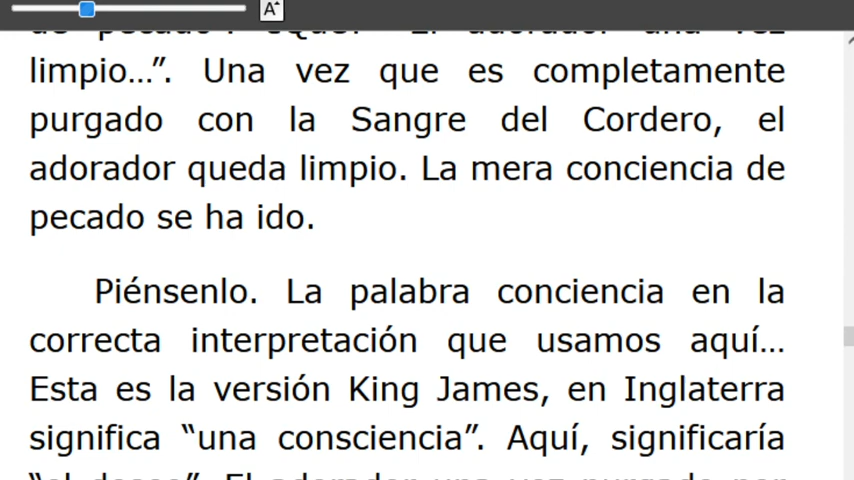 A
limpio...”. Una vez que es completamente
purgado con la Sangre del Cordero, el
adorador queda limpio. La mera conciencia de
pecado se ha ido.
Piénsenlo. La palabra conciencia en la
correcta interpretación que usamos aquí...
Esta es la versión King James, en Inglaterra
significa “una consciencia”. Aquí, significaría